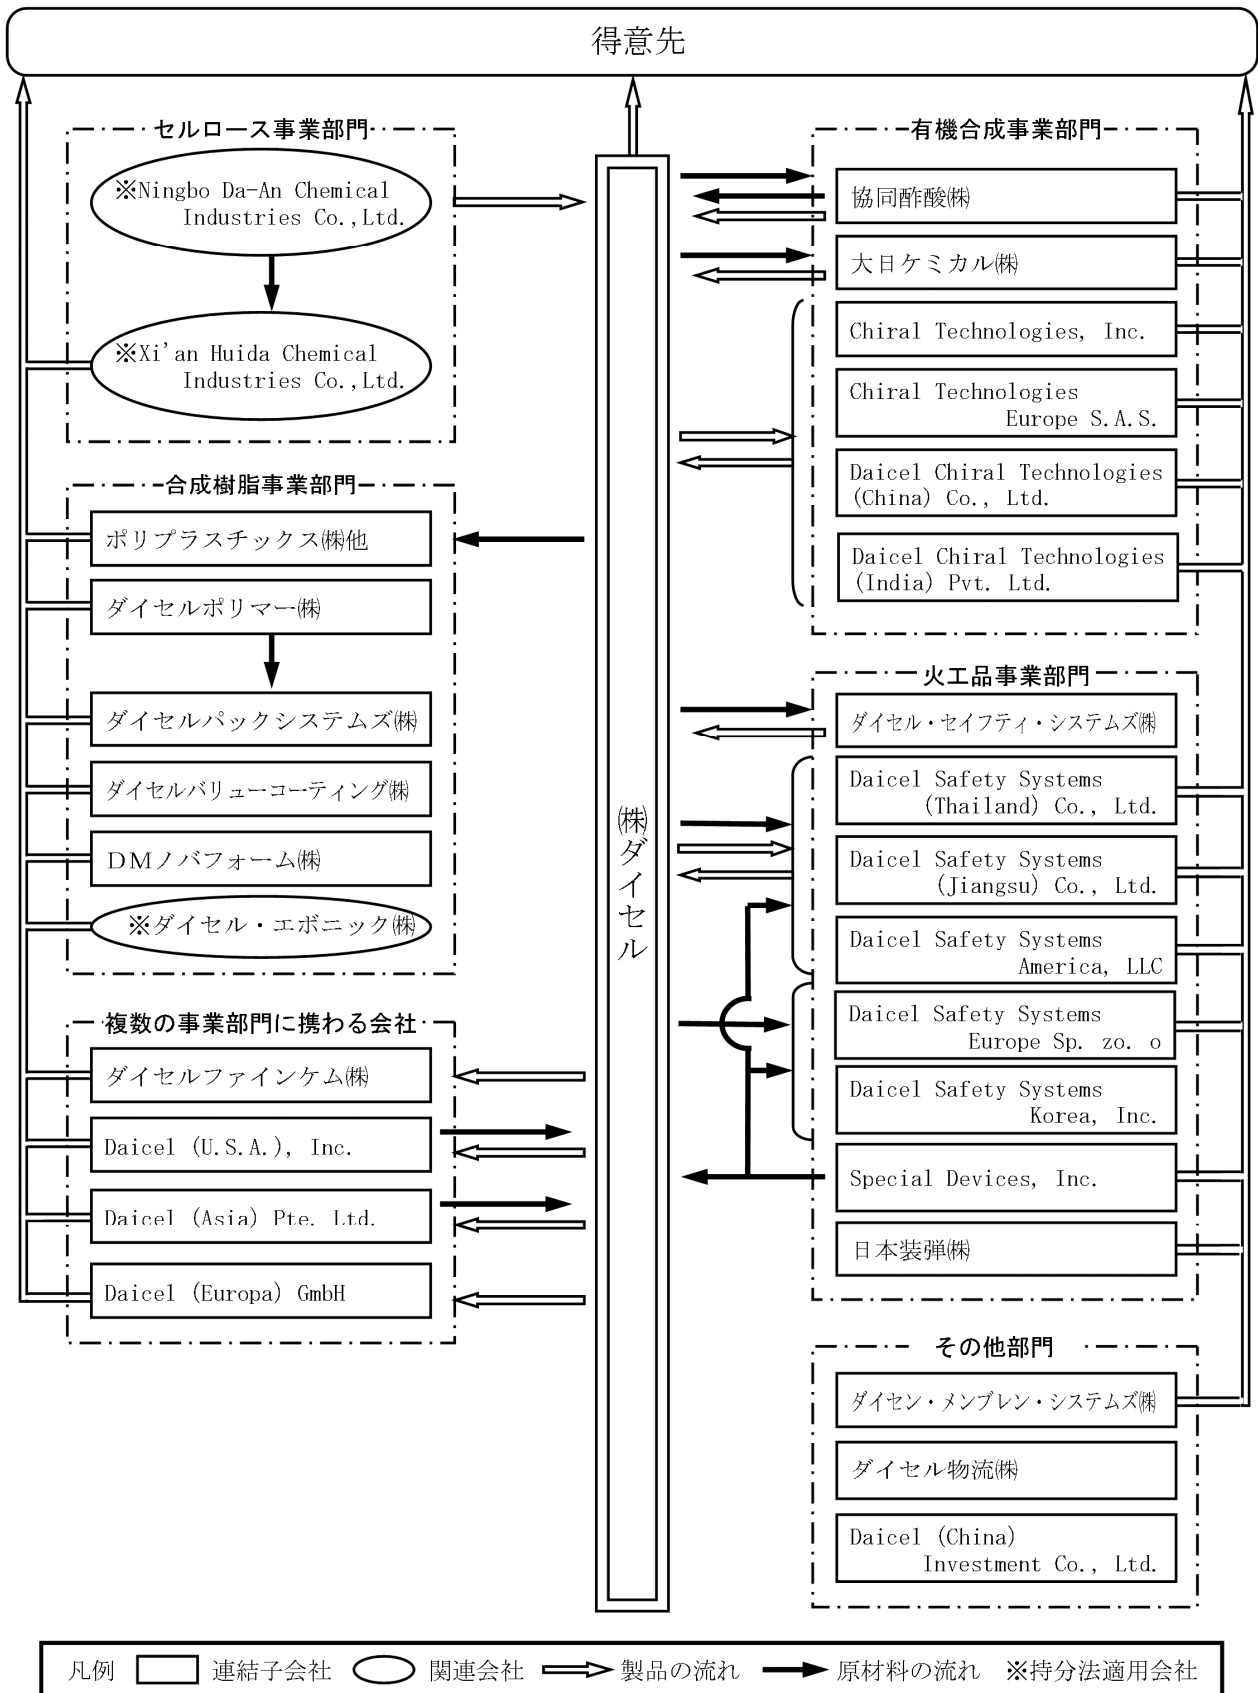 得意先
セルロース事業部門
※Ningbo Da-An Chemical
Industries Co.,Ltd.
※Xi'an Huida Chemical
Industries Co.,Ltd.
合成樹脂事業部門
ポリプラスチックス㈱他
ダイセルポリマー㈱
ダイセルパックシステムズ㈱
ダイセルバリューコーティング㈱
DMノバフォーム㈱
※ダイセル・エボニック㈱
複数の事業部門に携わる会社
ダイセルファインケム㈱
Daicel (U.S.A.), Inc.
Daicel (Asia) Pte. Ltd.
Daicel (Europa) GmbH
㈱ダイセル
有機合成事業部門
協同酢酸㈱
大日ケミカル㈱
Chiral Technologies, Inc.
Chiral Technologies
Europe S.A.S.
Daicel Chiral Technologies
(China) Co., Ltd.
Daicel Chiral Technologies
(India) Pvt. Ltd.
火工品事業部門
ダイセル・セイフティ・システムズ㈱
Daicel Safety Systems
(Thailand) Co., Ltd.
Daicel Safety Systems
(Jiangsu) Co., Ltd.
Daicel Safety Systems
America, LLC
Daicel Safety Systems
Europe Sp. zo. o
Daicel Safety Systems
Korea, Inc.
Special Devices, Inc.
日本装弾㈱
その他部門
ダイセン・メンブレン・システムズ㈱
ダイセル物流㈱
Daicel (China)
Investment Co., Ltd.
凡例 連結子会社 関連会社 製品の流れ 原材料の流れ ※持分法適用会社